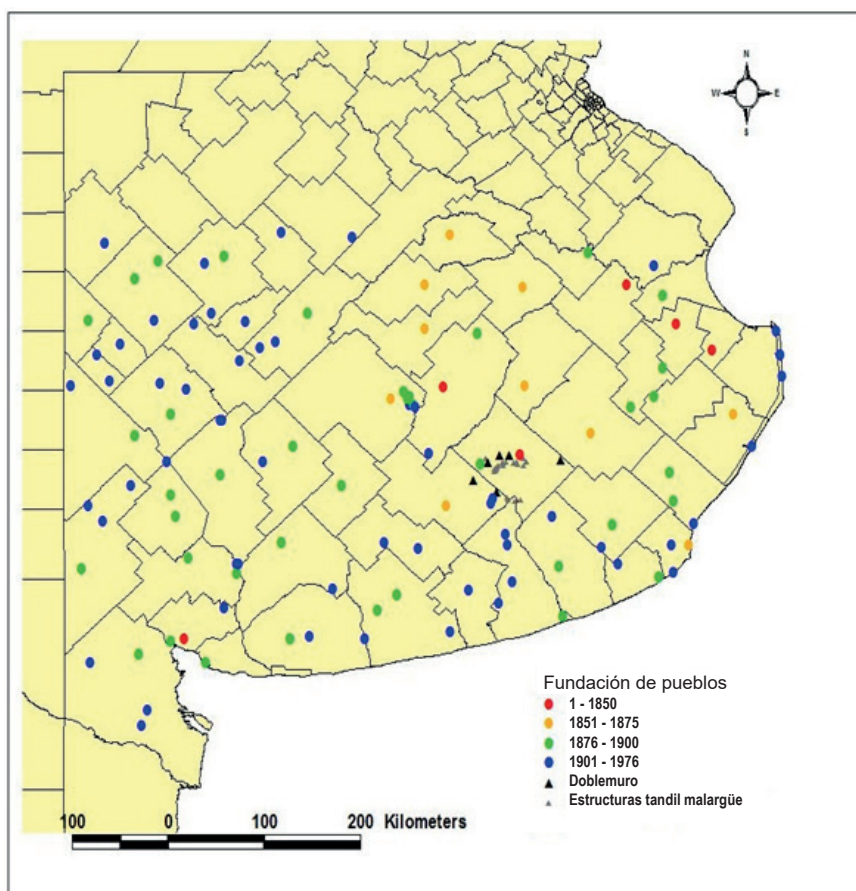 N
W E
S
Fundación de pueblos
1 - 1850
1851 - 1875
1876 - 1900
1901 - 1976
Doblemuro
Estructuras tandil malargüe
100 0 100 200 Kilometers